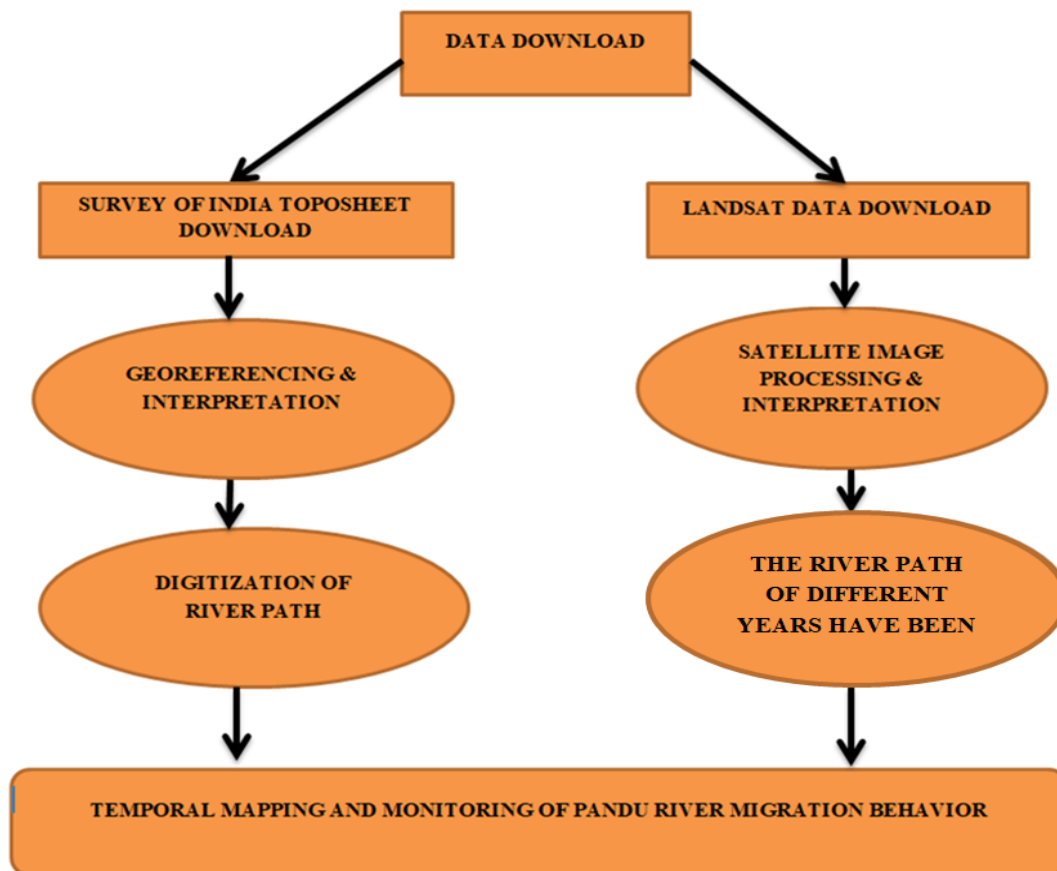 DATA DOWNLOAD
SURVEY OF INDIA TOPOSHEET
DOWNLOAD
LANDSAT DATA DOWNLOAD
GEOREFERENCING &
INTERPRETATION
SATELLITE IMAGE
PROCESSING &
INTERPRETATION
DIGITIZATION OF
RIVER PATH
THE RIVER PATH
OF DIFFERENT
YEARS HAVE BEEN
TEMPORAL MAPPING AND MONITORING OF PANDU RIVER MIGRATION BEHAVIOR